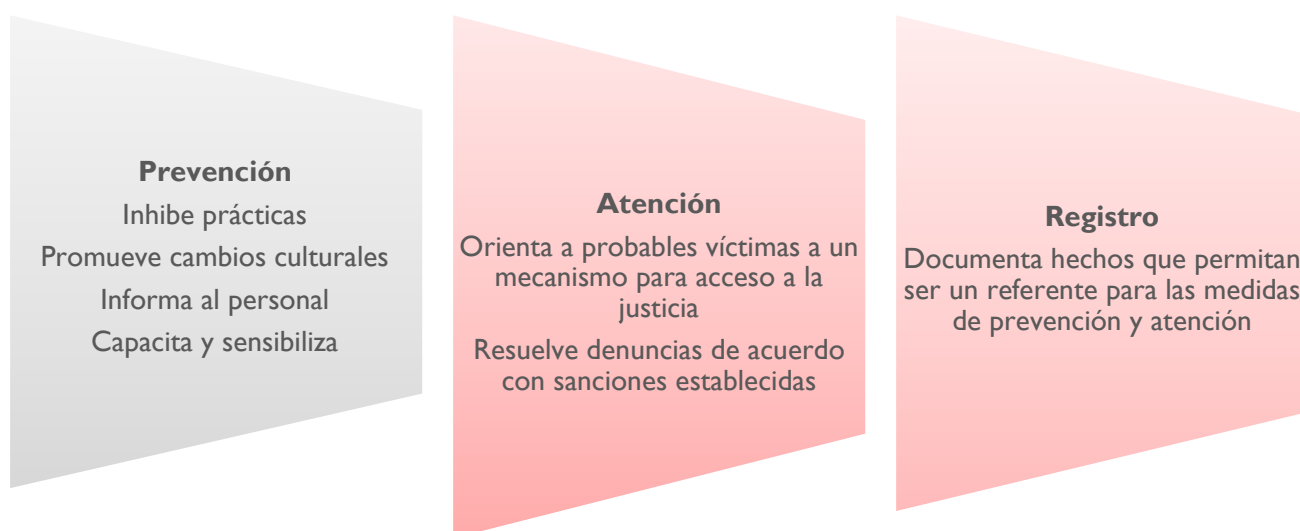 Prevención
Inhibe prácticas
Promueve cambios culturales
Informa al personal
Capacita y sensibiliza
Atención
Orienta a probables víctimas a un
mecanismo para acceso a la
justicia
Resuelve denuncias de acuerdo
con sanciones establecidas
Registro
Documenta hechos que permitan
ser un referente para las medidas
de prevención y atención